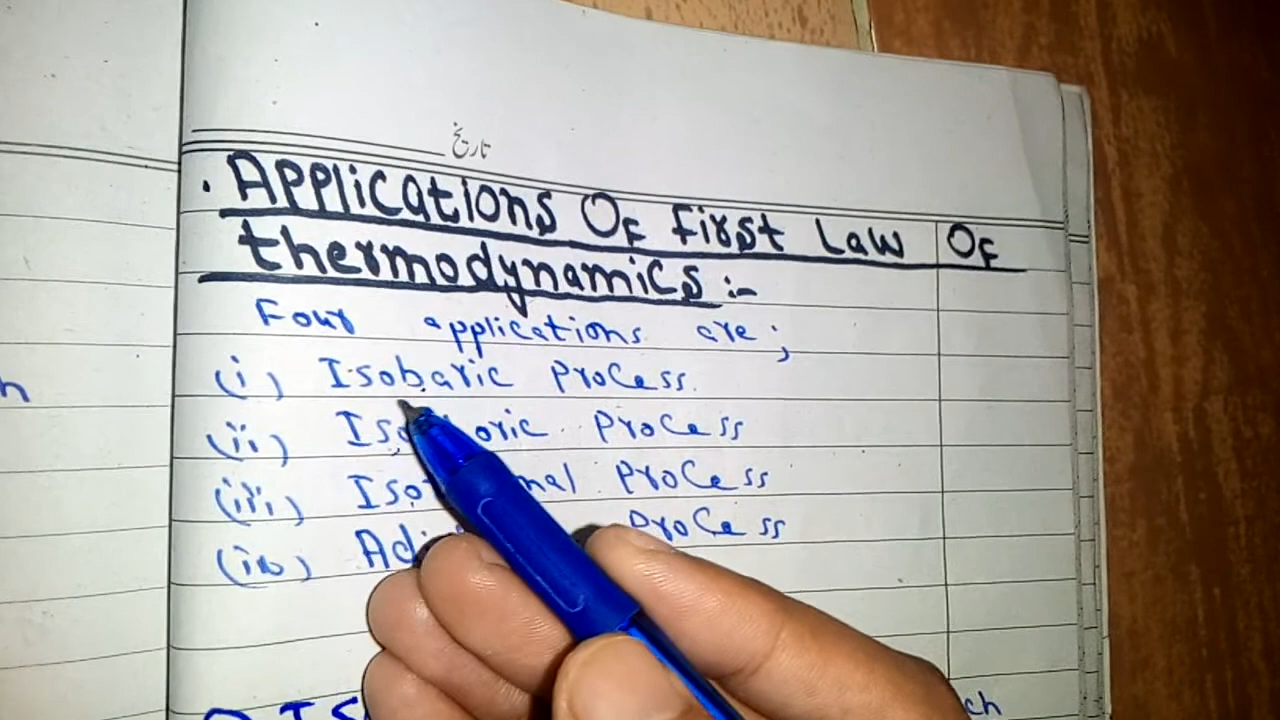 تاریخ
. Applications Of First Law Of
thermodynamics :-
Four applications are;
(i) Isobaric Process.
(ii) Process
(iii) Process
(iv) Process